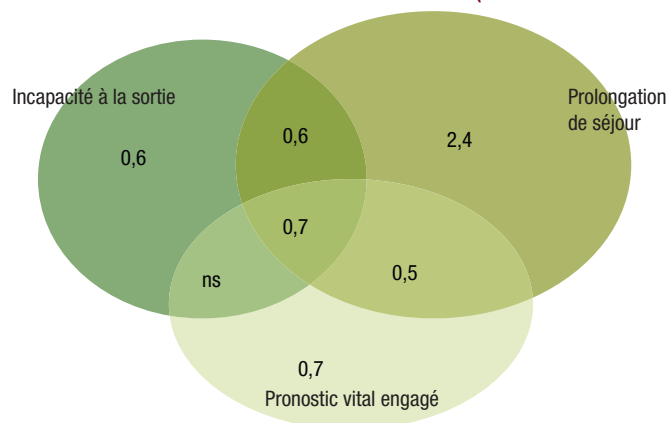 Incapacité à la sortie
Prolongation
de séjour
0,6
0,6
2,4
0,7
ns
0,5
0,7
Pronostic vital engagé